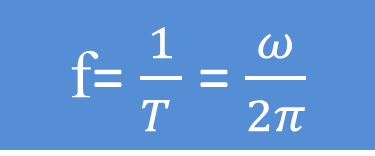 f = 1/T = ω/2π